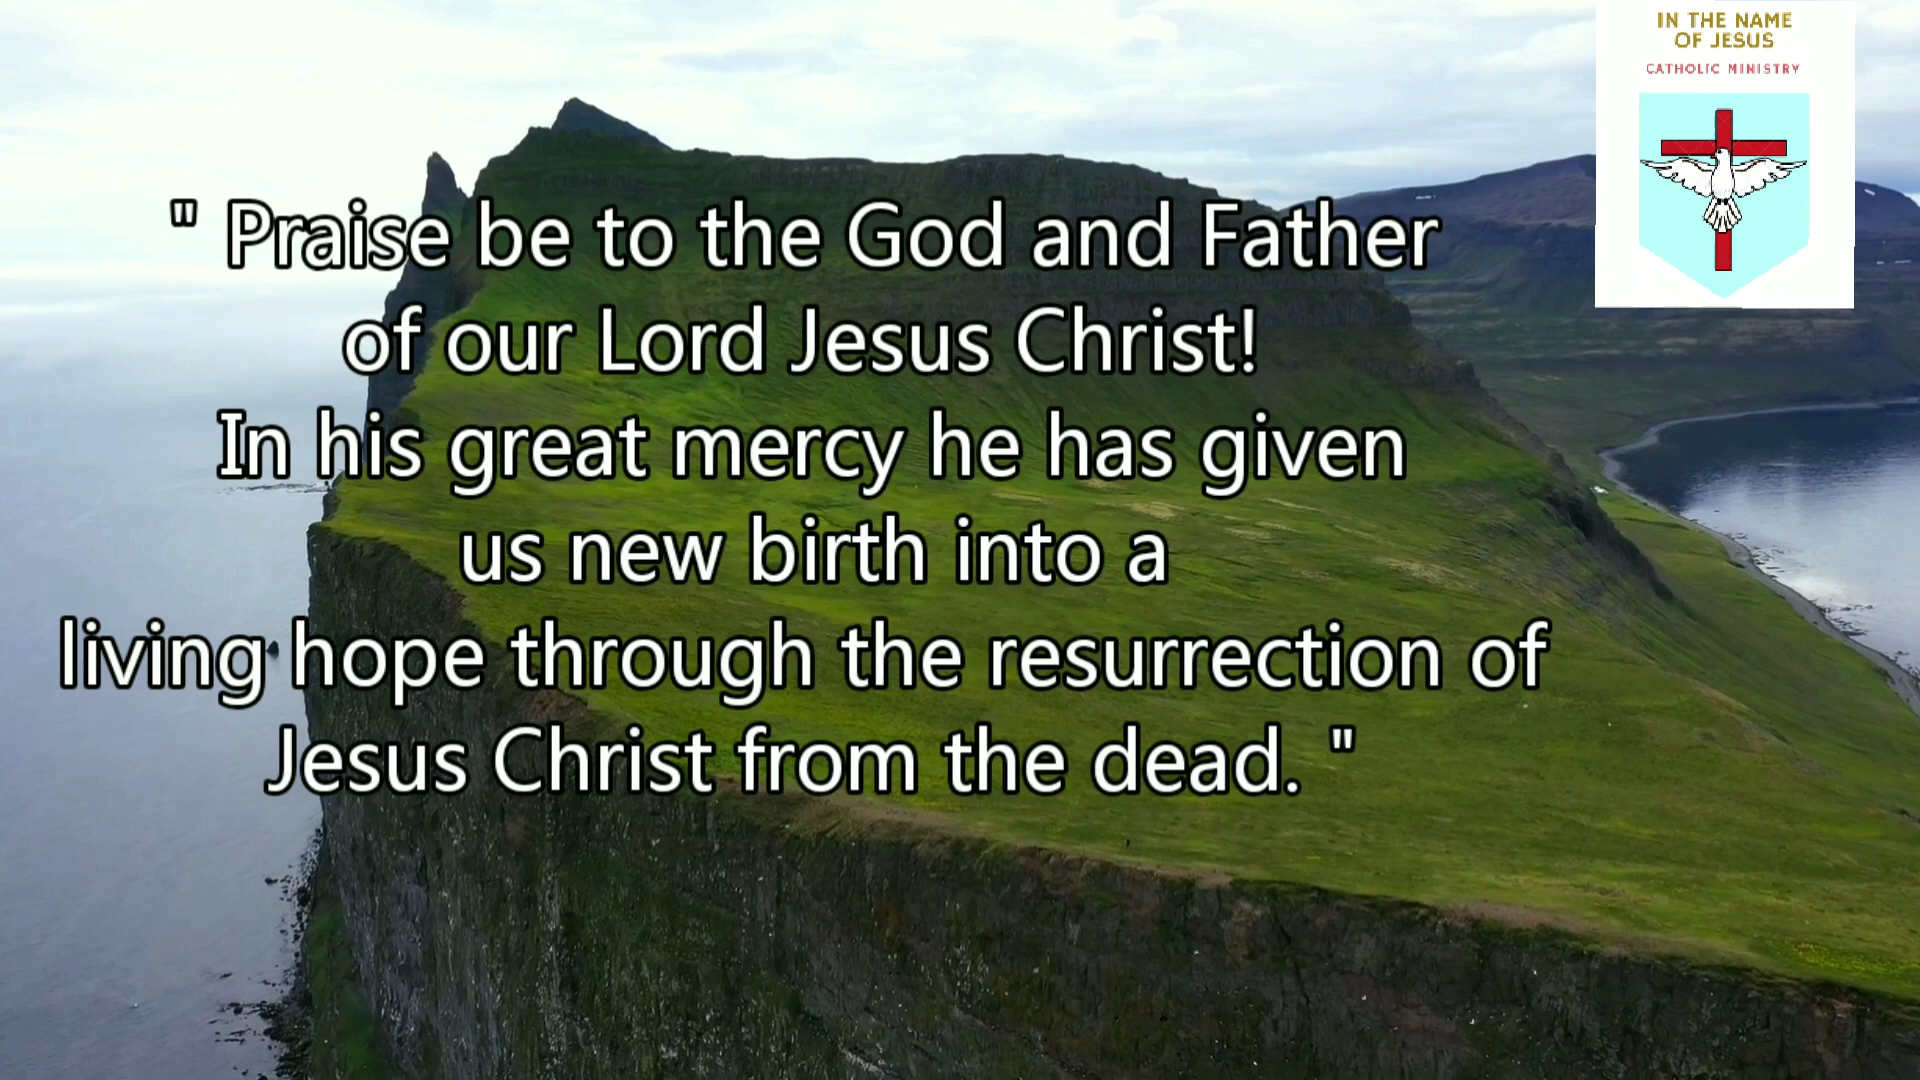 IN THE NAME
OF JESUS
CATHOLIC MINISTRY
" Praise be to the God and Father
of our Lord Jesus Christ!
In his great mercy he has given
us new birth into a
living hope through the resurrection of
Jesus Christ from the dead. "